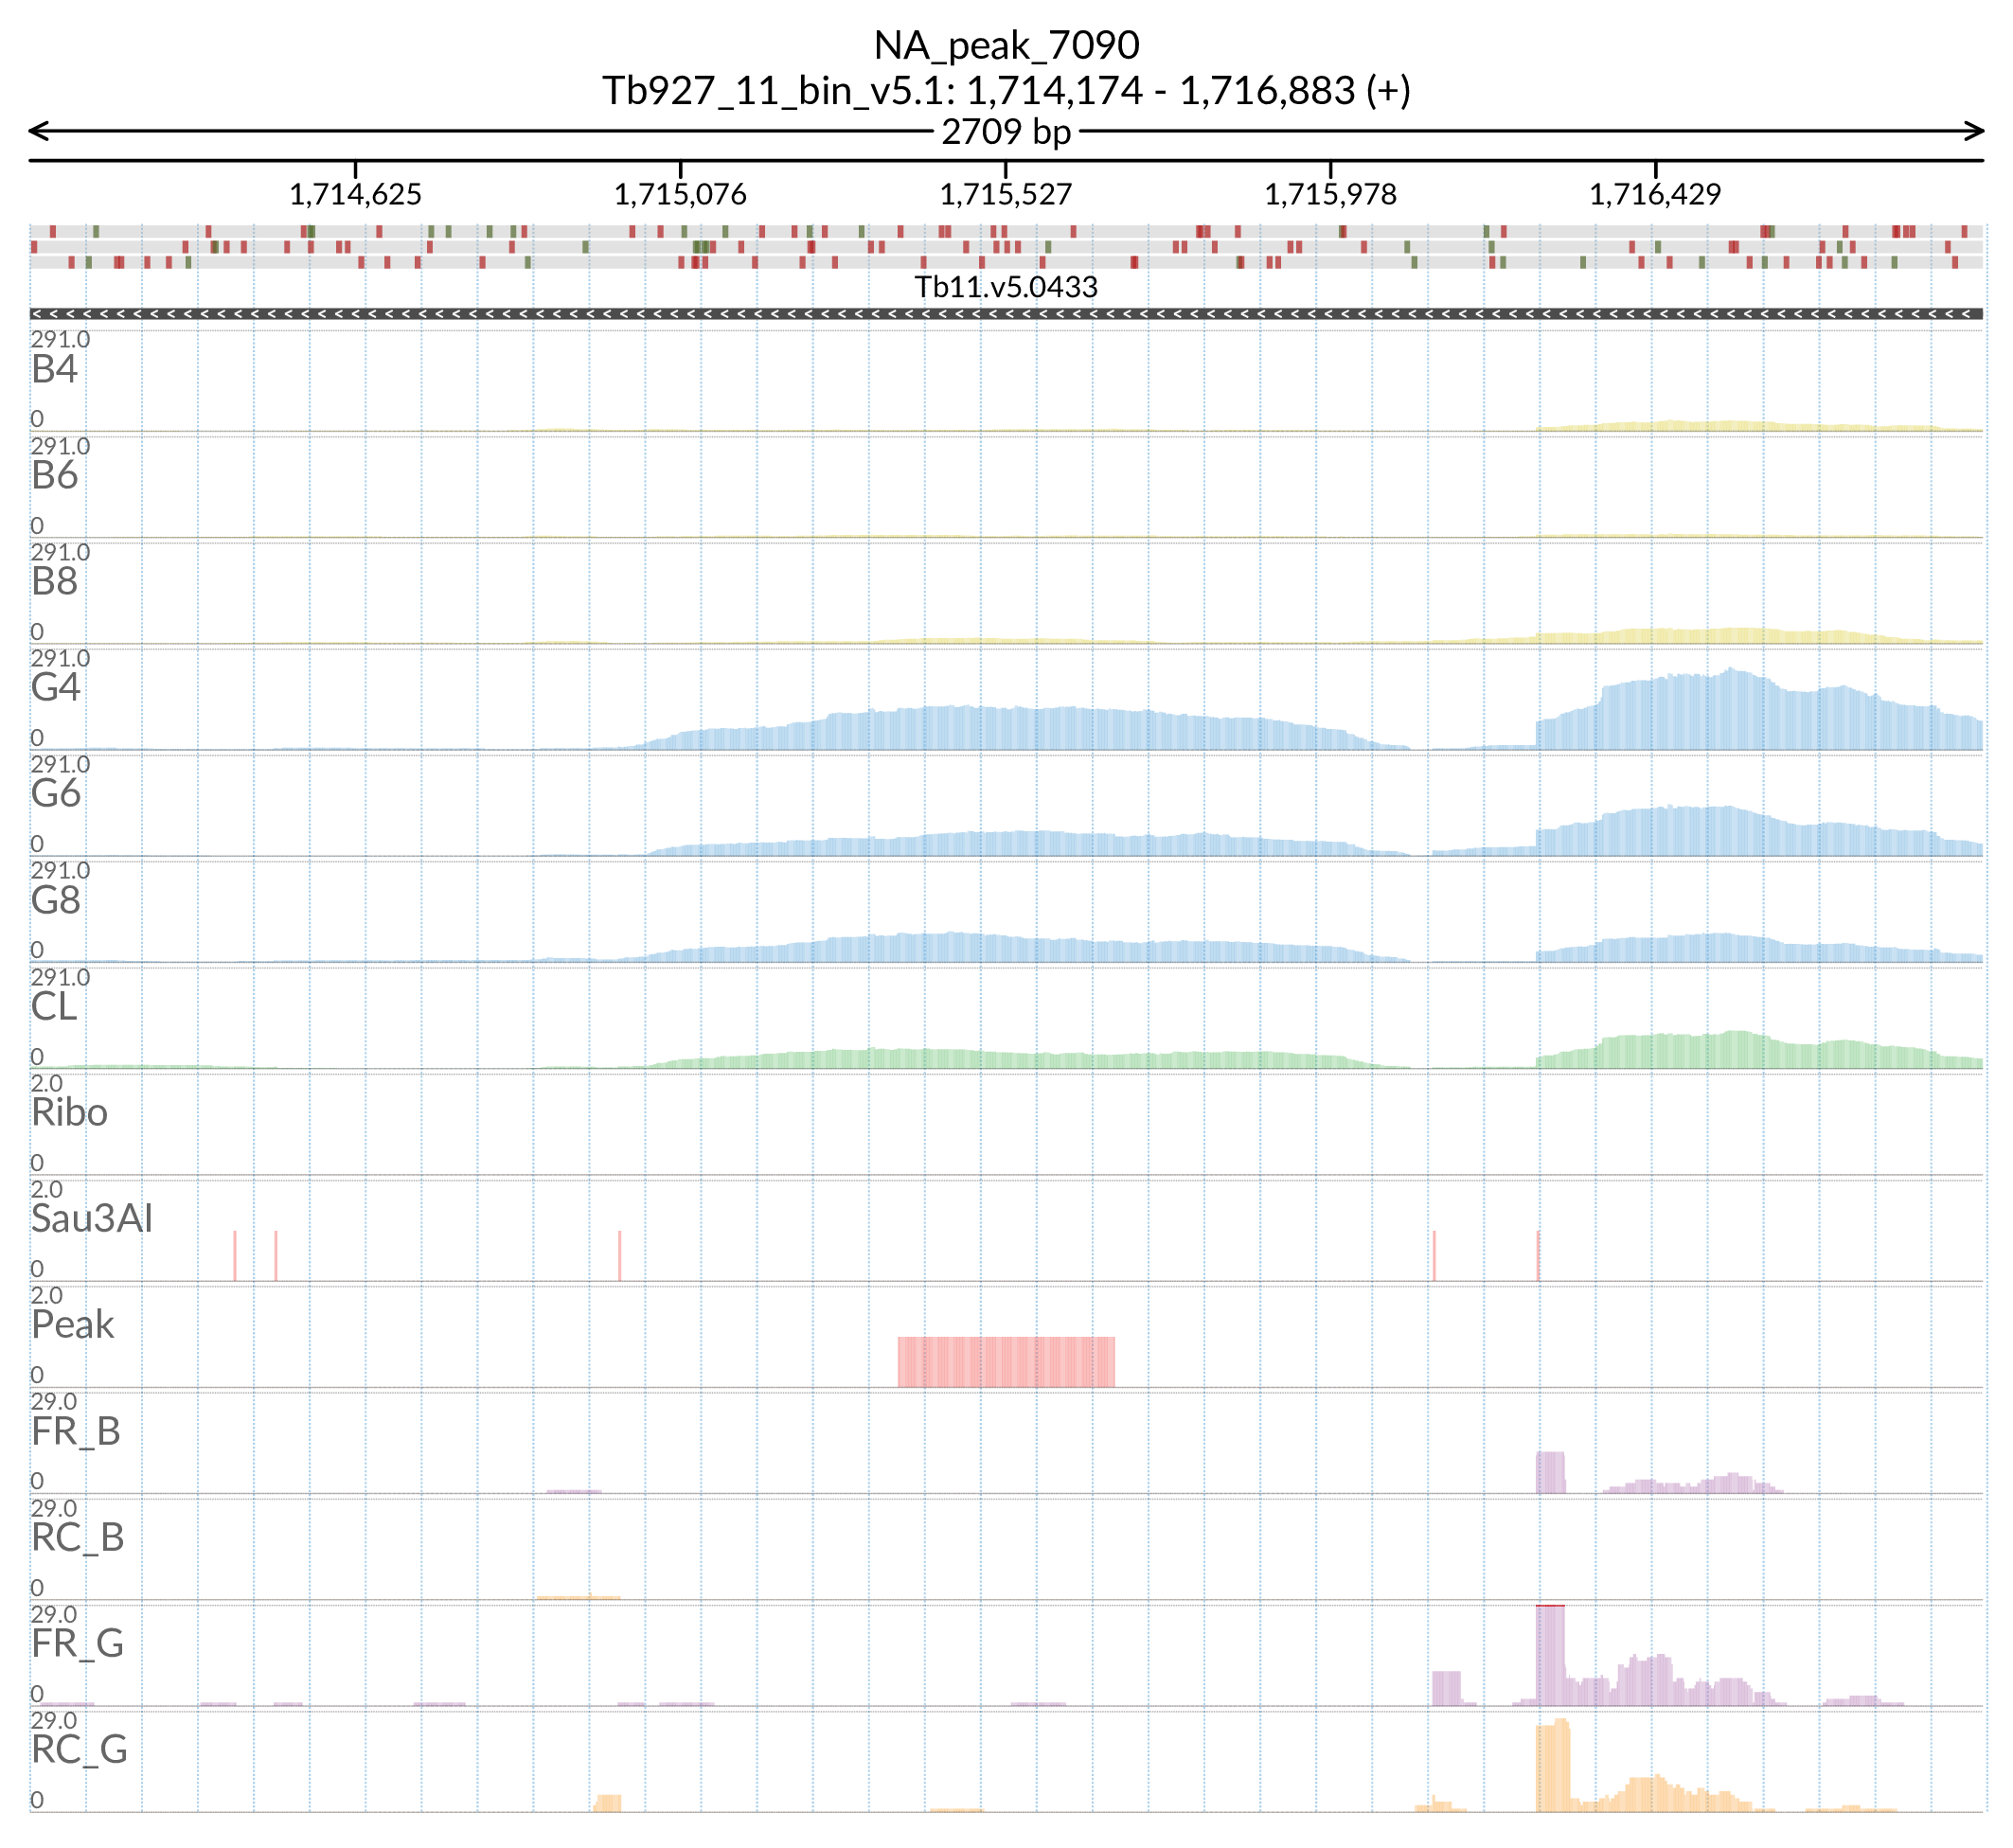 NA_peak_7090
Tb927_11_bin_v5.1: 1,714,174 - 1,716,883 (+)
2709 bp
1,714,625 1,715,076 1,715,527 1,715,978 1,716,429
Tb11.v5.0433
291.0
B4
0
291.0
B6
0
291.0
B8
0
291.0
G4
0
291.0
G6
0
291.0
G8
0
291.0
CL
0
2.0
Ribo
0
2.0
Sau3AI
0
2.0
Peak
0
29.0
FR_B
0
29.0
RC_B
0
29.0
FR_G
0
29.0
RC_G
0